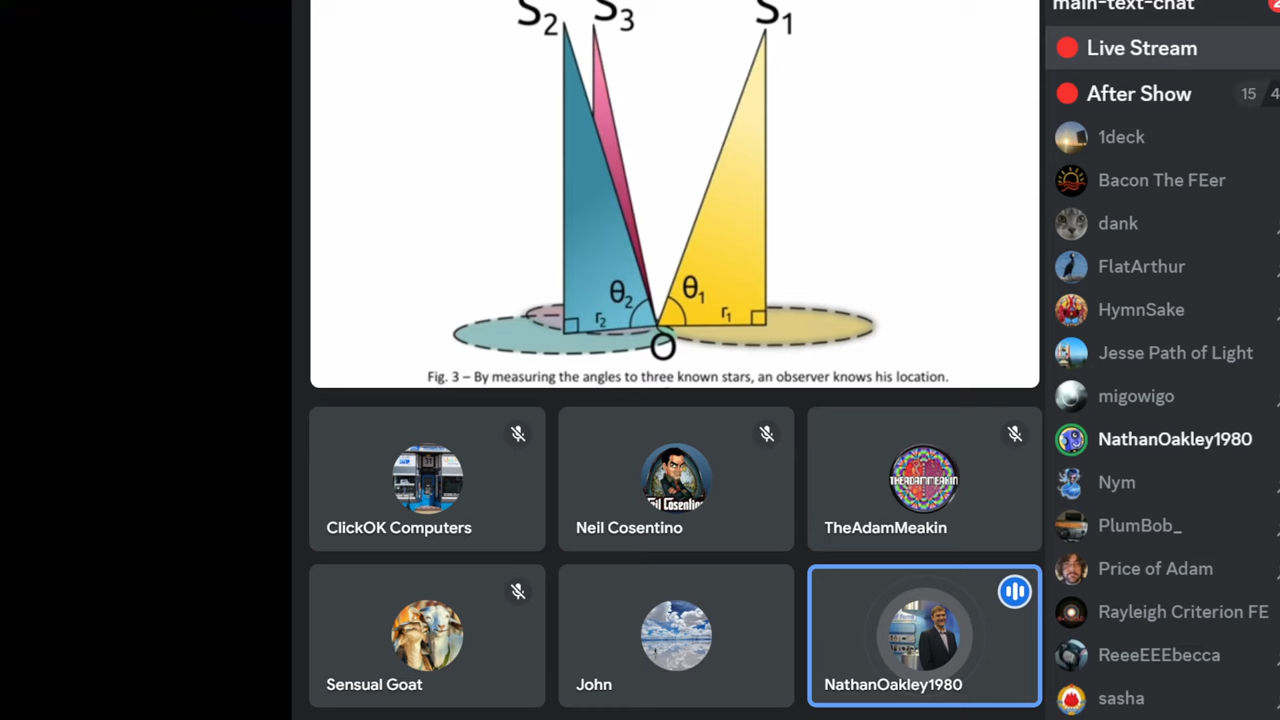 S2 S3 S1
θ2 θ1
r2 r1
O
Fig. 3 – By measuring the angles to three known stars, an observer knows his location.
ClickOK Computers
Neil Cosentino
TheAdamMeakin
THEADAMMEAKIN
Sensual Goat
John
NathanOakley1980
main-text-chat
Live Stream
After Show 15
1deck
Bacon The FEer
dank
FlatArthur
HymnSake
Jesse Path of Light
migowigo
NathanOakley1980
Nym
PlumBob_
Price of Adam
Rayleigh Criterion FE
ReeeEEEbecca
sasha